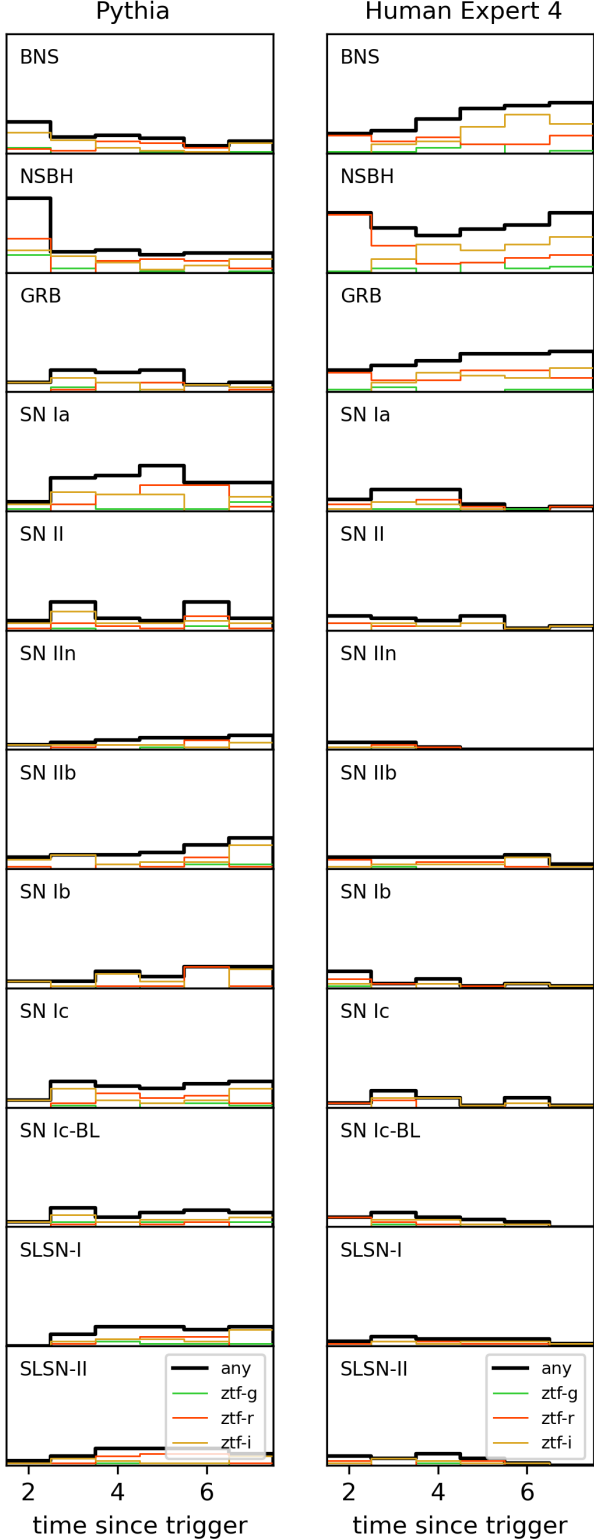 Pythia
Human Expert 4
BNS
BNS
NSBH
NSBH
GRB
GRB
SN Ia
SN Ia
SN II
SN II
SN IIn
SN IIn
SN IIb
SN IIb
SN Ib
SN Ib
SN Ic
SN Ic
SN Ic-BL
SN Ic-BL
SLSN-I
SLSN-I
SLSN-II
SLSN-II
any
ztf-g
ztf-r
ztf-i
any
ztf-g
ztf-r
ztf-i
2 4 6
2 4 6
time since trigger
time since trigger